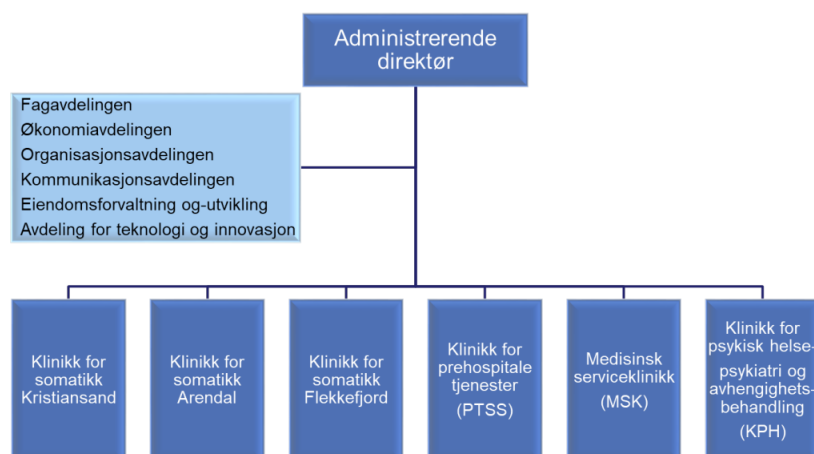 Administrerende
direktør
Fagavdelingen
Økonomiavdelingen
Organisasjonsavdelingen
Kommunikasjonsavdelingen
Eiendomsforvaltning og-utvikling
Avdeling for teknologi og innovasjon
Klinikk for
somatikk
Kristiansand
Klinikk for
somatikk
Arendal
Klinikk for
somatikk
Flekkefjord
Klinikk for
prehospitale
tjenester
(PTSS)
Medisinsk
serviceklinikk
(MSK)
Klinikk for
psykisk helse-
psykiatri og
avhengighets-
behandling
(KPH)